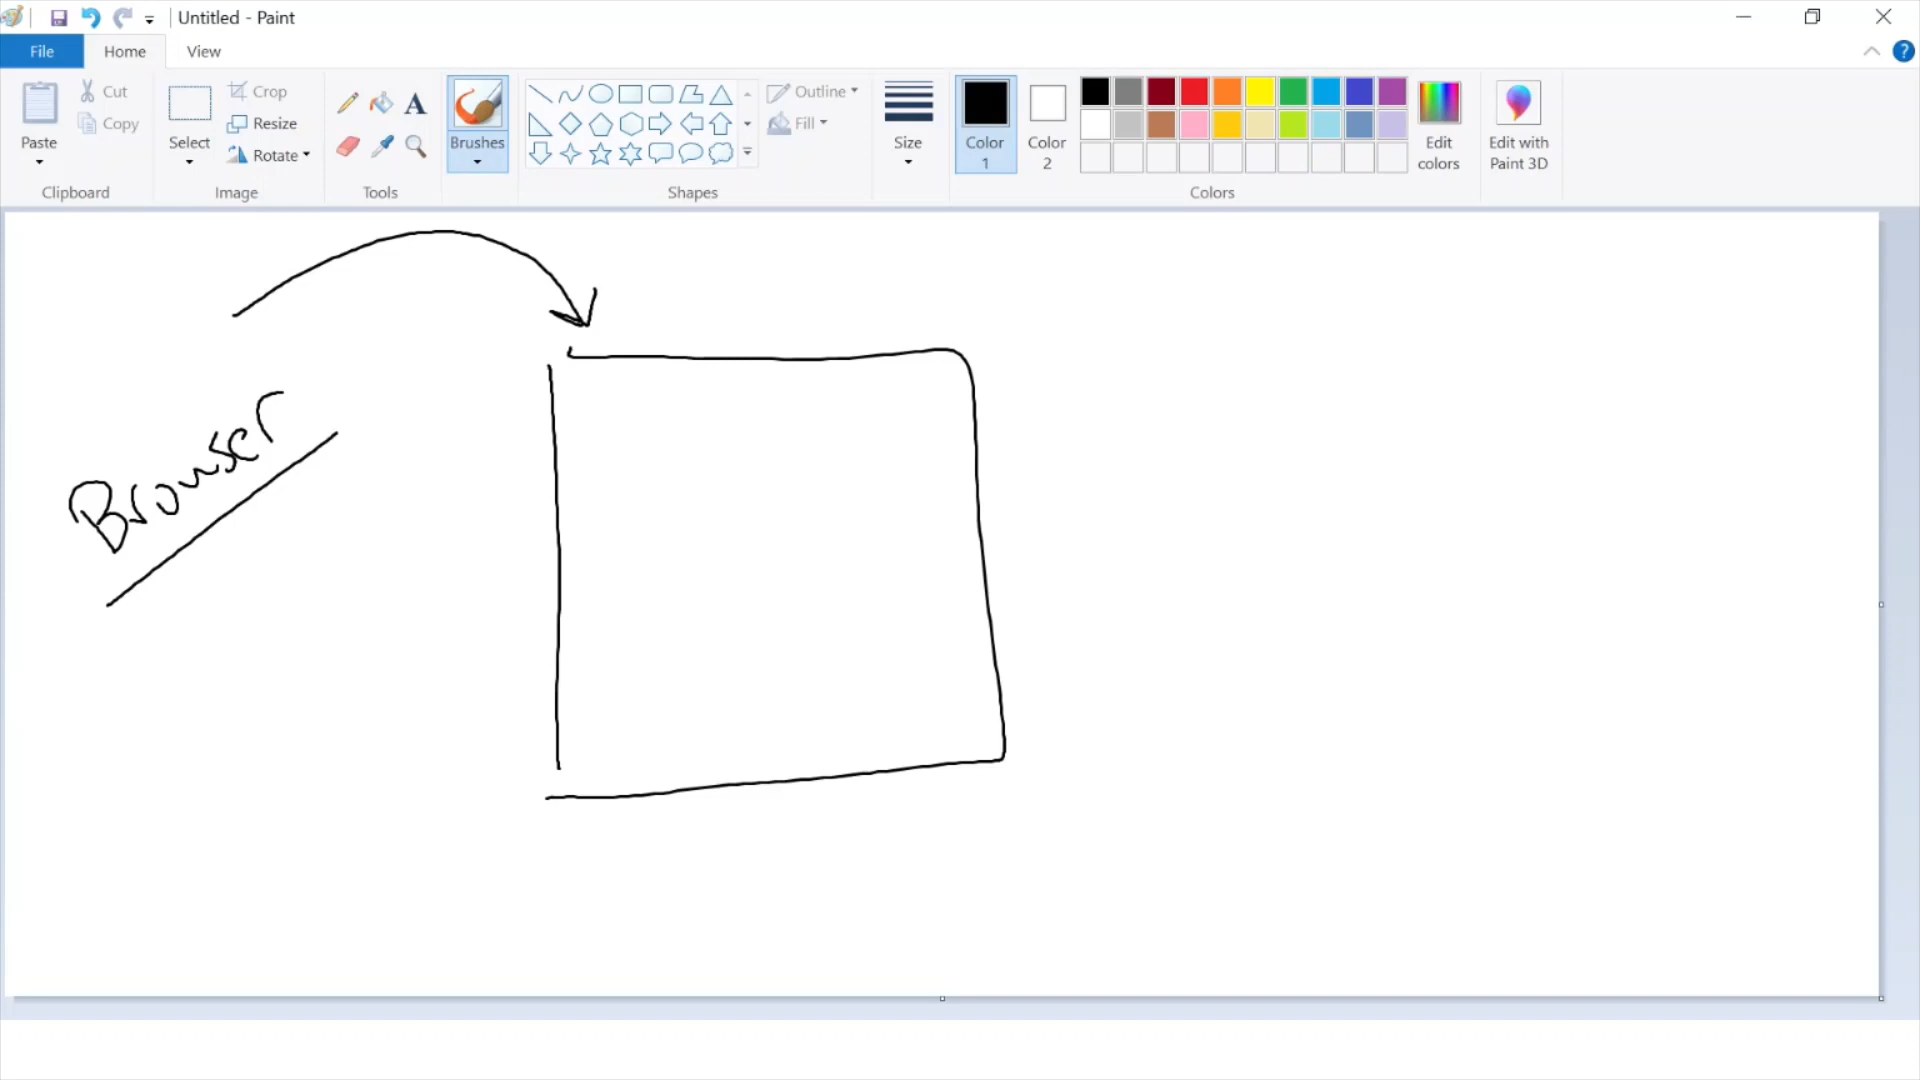 Untitled - Paint
File Home View
Paste
Cut
Copy
Clipboard
Select
Crop
Resize
Rotate
Image
A
Tools
Brushes
Shapes
Outline
Fill
Size
Color 1
Color 2
Colors
Edit colors
Edit with Paint 3D
?
Browser